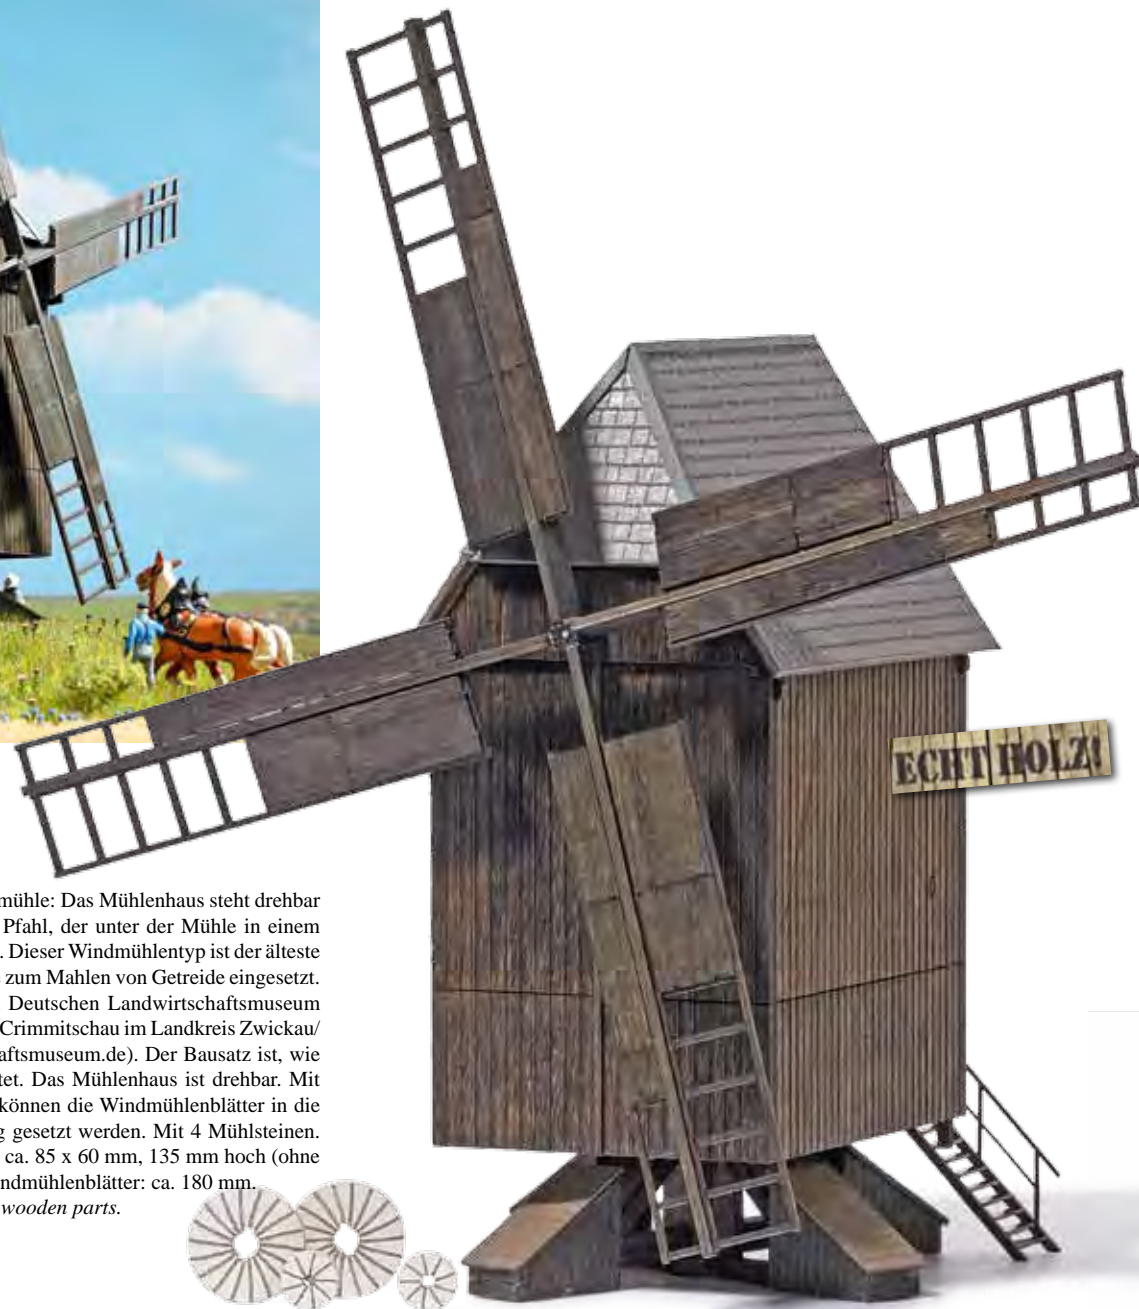 ECHT HOLZ!
mühle: Das Mühlenhaus steht drehbar
Pfahl, der unter der Mühle in einem
. Dieser Windmühlentyp ist der älteste
zum Mahlen von Getreide eingesetzt.
Deutschen Landwirtschaftsmuseum
Crimmitschau im Landkreis Zwickau/
aftsmuseum.de). Der Bausatz ist, wie
tet. Das Mühlenhaus ist drehbar. Mit
können die Windmühlenblätter in die
g gesetzt werden. Mit 4 Mühlsteinen.
ca. 85 x 60 mm, 135 mm hoch (ohne
ndmühlenblätter: ca. 180 mm.
wooden parts.